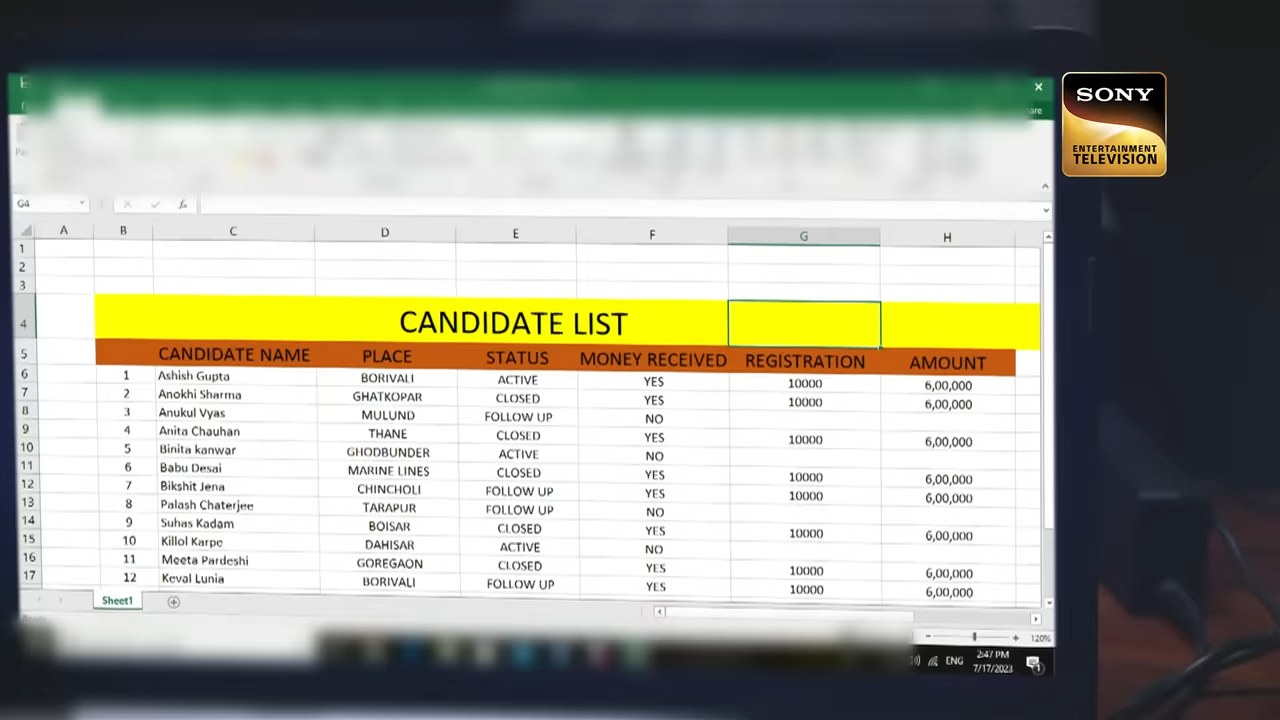 SONY
ENTERTAINMENT
TELEVISION
G4
A B C D E F G H
1
2
3
4 CANDIDATE LIST
5 CANDIDATE NAME PLACE STATUS MONEY RECEIVED REGISTRATION AMOUNT
6 1 Ashish Gupta BORIVALI ACTIVE YES 10000 6,00,000
7 2 Anokhi Sharma GHATKOPAR CLOSED YES 10000 6,00,000
8 3 Anukul Vyas MULUND FOLLOW UP NO
9 4 Anita Chauhan THANE CLOSED YES 10000 6,00,000
10 5 Binita kanwar GHODBUNDER ACTIVE NO
11 6 Babu Desai MARINE LINES CLOSED YES 10000 6,00,000
12 7 Bikshit Jena CHINCHOLI FOLLOW UP YES 10000 6,00,000
13 8 Palash Chaterjee TARAPUR FOLLOW UP NO
14 9 Suhas Kadam BOISAR CLOSED YES 10000 6,00,000
15 10 Killol Karpe DAHISAR ACTIVE NO
16 11 Meeta Pardeshi GOREGAON CLOSED YES 10000 6,00,000
17 12 Keval Lunia BORIVALI FOLLOW UP YES 10000 6,00,000
Sheet1
120%
ENG 2:47 PM
7/17/2023
1